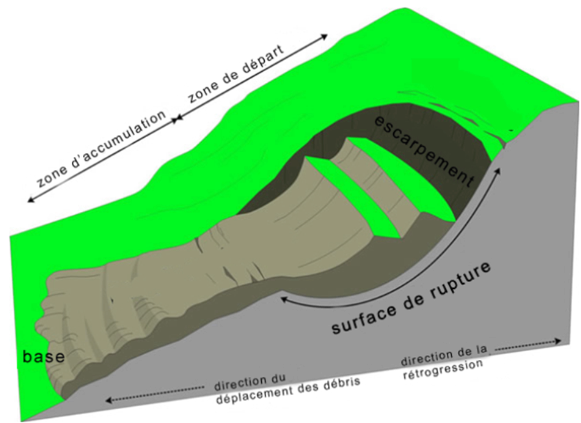 zone de départ
zone d'accumulation
escarpement
surface de rupture
base
direction du
déplacement des débris
direction de la
rétrogression